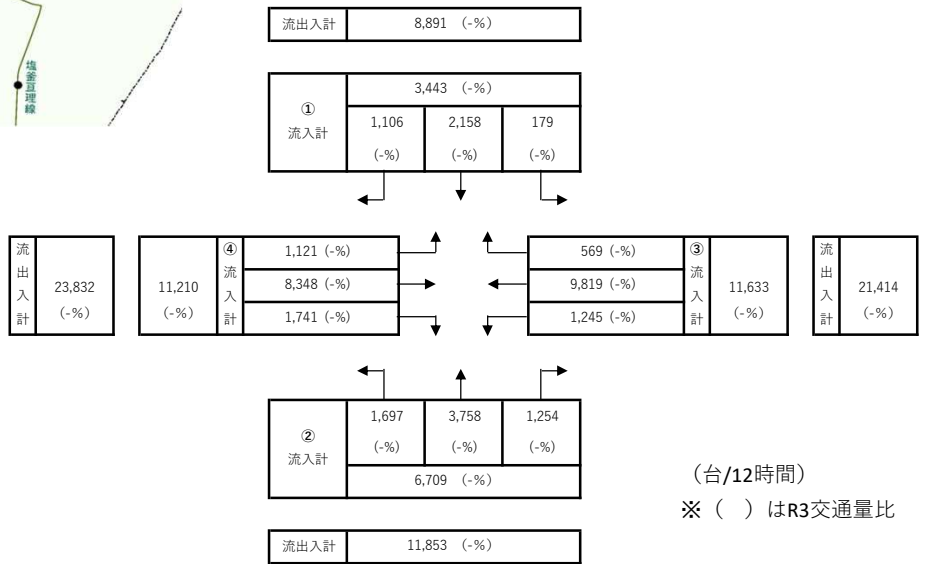 塩釜亘理線
流出入計 8,891 (-%)
① 流入計
3,443 (-%)
1,106 2,158 179
(-%) (-%) (-%)
流出入計 23,832 (-%)
11,210 (-%)
④ 流入計
1,121 (-%)
8,348 (-%)
1,741 (-%)
569 (-%)
9,819 (-%)
1,245 (-%)
③ 流入計
11,633 (-%)
流出入計 21,414 (-%)
② 流入計
1,697 3,758 1,254
(-%) (-%) (-%)
6,709 (-%)
(台/12時間)
※ ( ) はR3交通量比
流出入計 11,853 (-%)